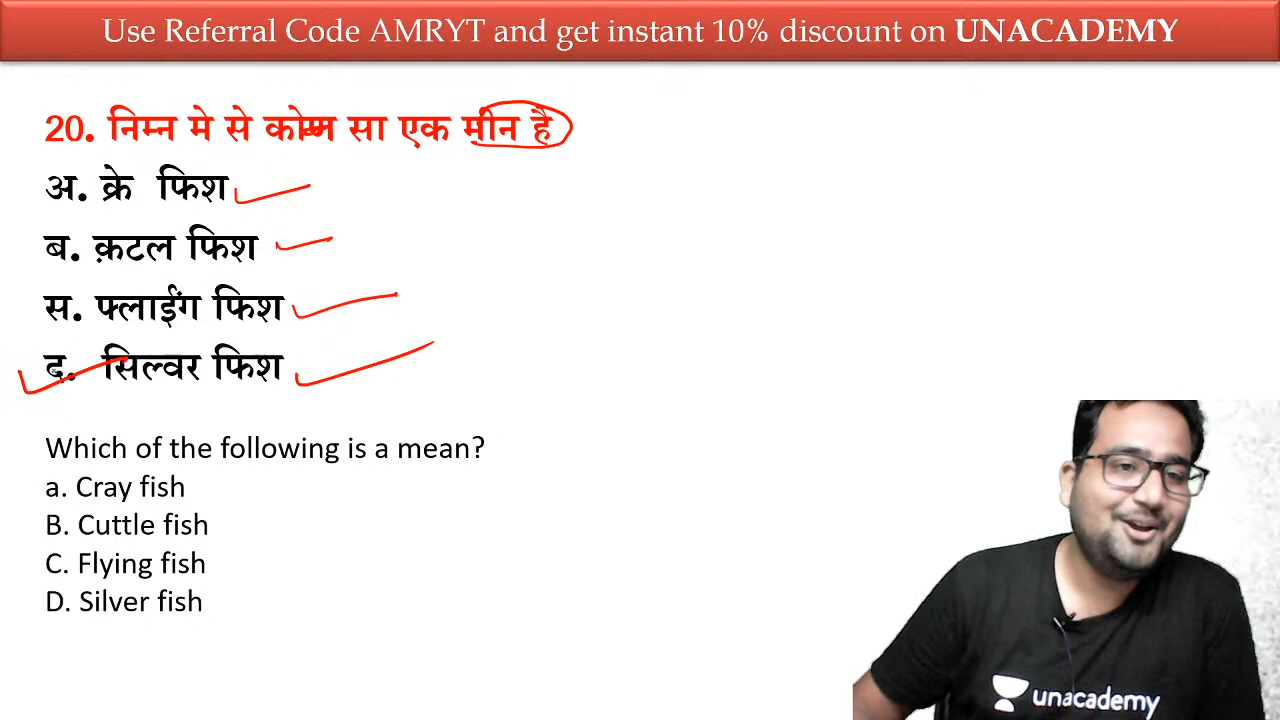 Use Referral Code AMRYT and get instant 10% discount on UNACADEMY
20. निम्न मे से कोन सा एक मीन है
अ. क्रे फिश
ब. क़टल फिश
स. फ्लाईंग फिश
द. सिल्वर फिश
Which of the following is a mean?
a. Cray fish
B. Cuttle fish
C. Flying fish
D. Silver fish
unacademy